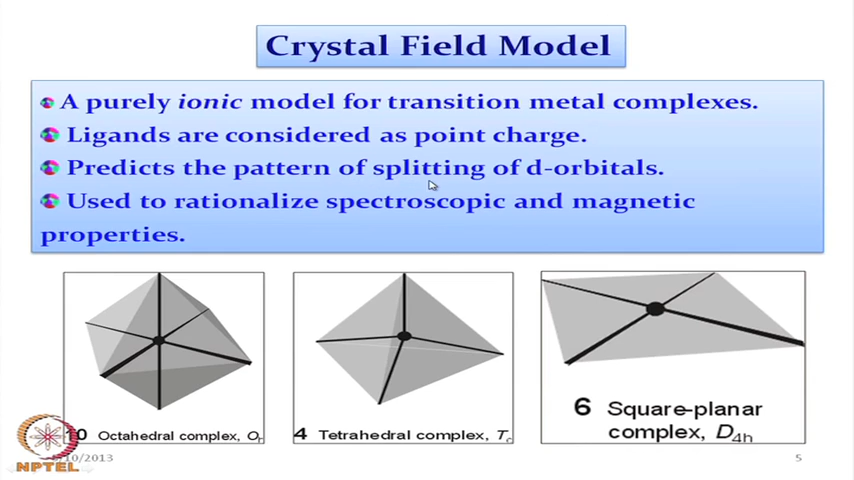 Crystal Field Model
A purely ionic model for transition metal complexes.
Ligands are considered as point charge.
Predicts the pattern of splitting of d-orbitals.
Used to rationalize spectroscopic and magnetic
properties.
10 Octahedral complex, O
4 Tetrahedral complex, T
6 Square-planar
complex, D4h
/10/2013
5
NPTEL